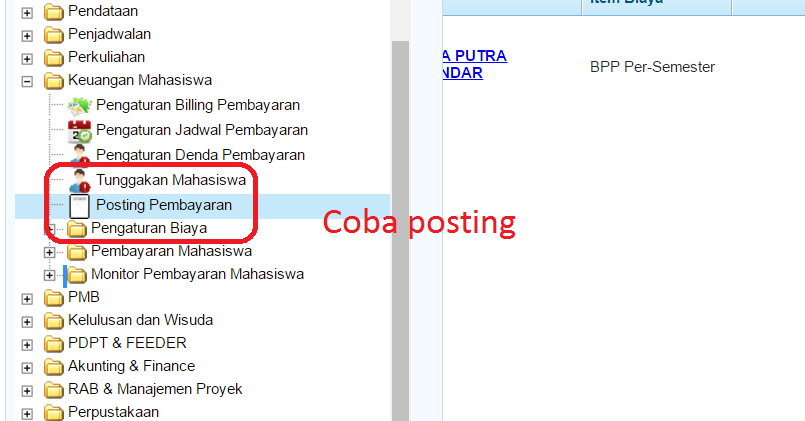 Pendataan
Penjadwalan
Perkuliahan
Keuangan Mahasiswa
Pengaturan Billing Pembayaran
Pengaturan Jadwal Pembayaran
Pengaturan Denda Pembayaran
Tunggakan Mahasiswa
Posting Pembayaran
Pengaturan Biaya
Pembayaran Mahasiswa
Monitor Pembayaran Mahasiswa
PMB
Kelulusan dan Wisuda
PDPT & FEEDER
Akunting & Finance
RAB & Manajemen Proyek
Perpustakaan
Item Biaya
A PUTRA
NDAR
BPP Per-Semester
Coba posting